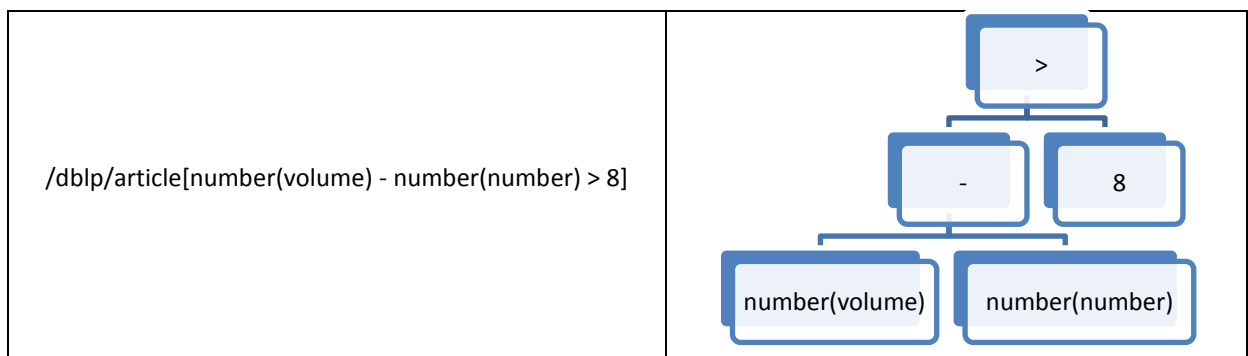 /dblp/article[number(volume) - number(number) > 8]
>
- 8
number(volume) number(number)